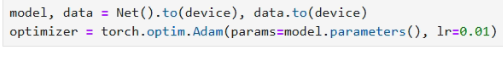 model, data = Net().to(device), data.to(device)
optimizer = torch.optim.Adam(params=model.parameters(), lr=0.01)